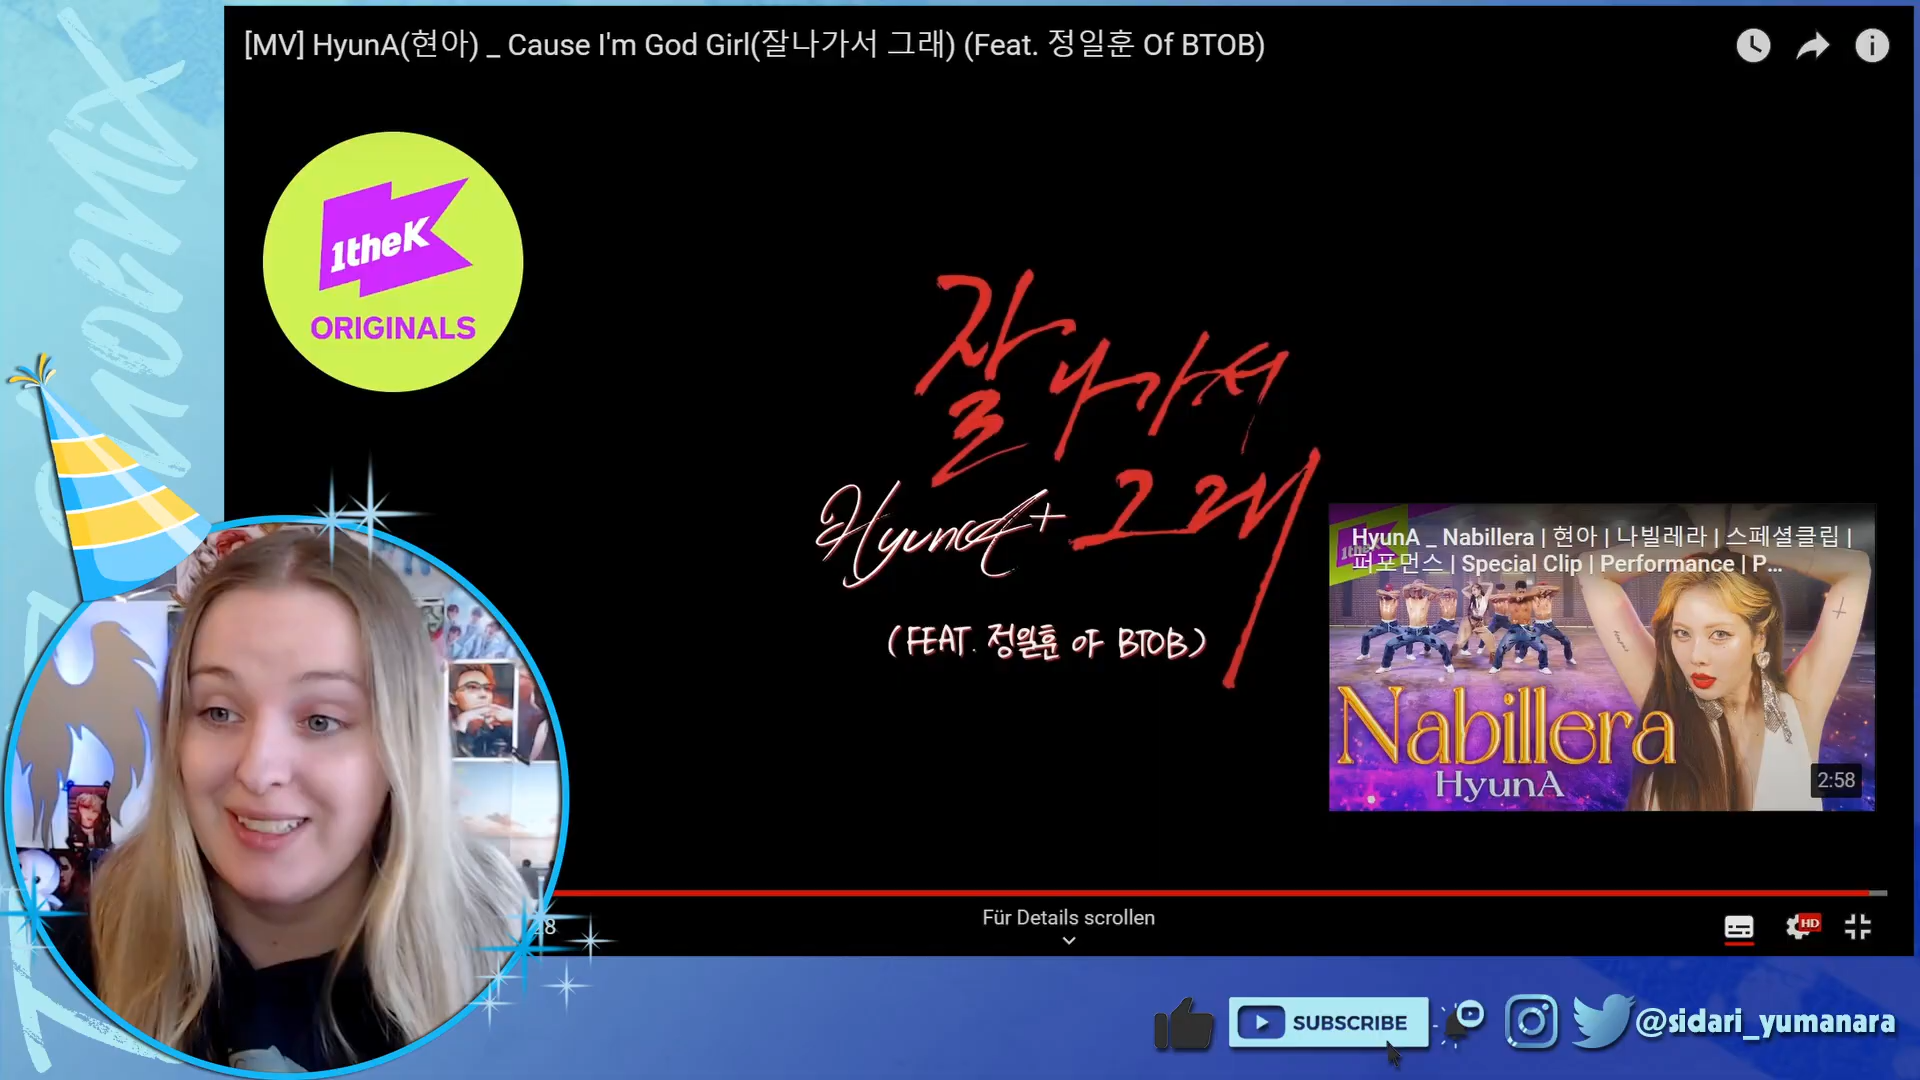 [MV] HyunA(현아) _ Cause I'm God Girl(잘나가서 그래) (Feat. 정일훈 Of BTOB)
1theK
ORIGINALS
잘나가서
그래
HyunA+
(FEAT. 정일훈 OF BTOB)
HyunA _ Nabillera | 현아 | 나빌레라 | 스페셜클립 |
퍼포먼스 | Special Clip | Performance | P...
Nabillera
HyunA
2:58
Für Details scrollen
HD
SUBSCRIBE
@sidari_yumanara